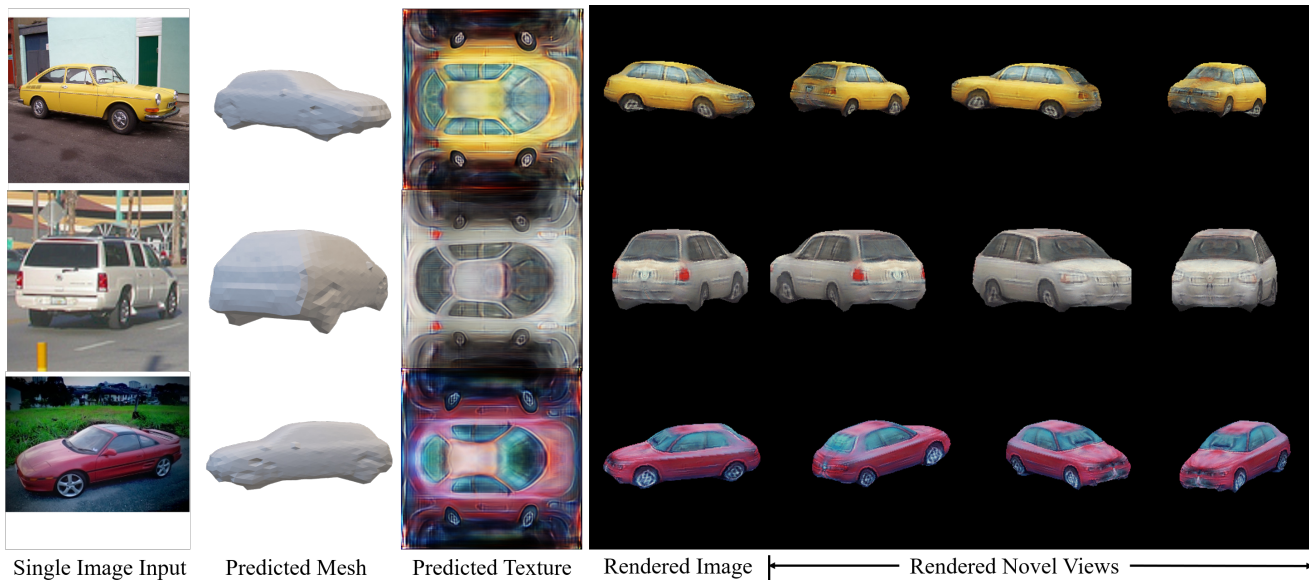 Single Image Input
Predicted Mesh
Predicted Texture
Rendered Image
Rendered Novel Views